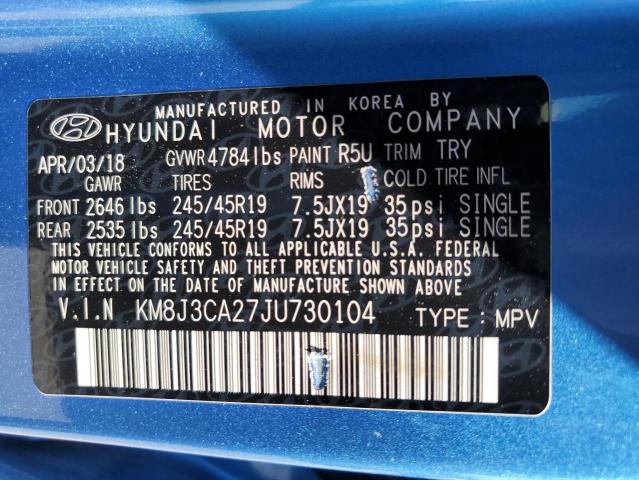 MANUFACTURED IN KOREA BY
HYUNDAI MOTOR COMPANY
APR/03/18 GVWR 4784lbs PAINT R5U TRIM TRY
GAWR TIRES RIMS COLD TIRE INFL
FRONT 2646 lbs 245/45R19 7.5JX19 35psi SINGLE
REAR 2535 lbs 245/45R19 7.5JX19 35psi SINGLE
THIS VEHICLE CONFORMS TO ALL APPLICABLE U.S.A. FEDERAL
MOTOR VEHICLE SAFETY AND THEFT PREVENTION STANDARDS
IN EFFECT ON THE DATE OF MANUFACTURE SHOWN ABOVE.
V.I.N KM8J3CA27JU730104 TYPE : MPV